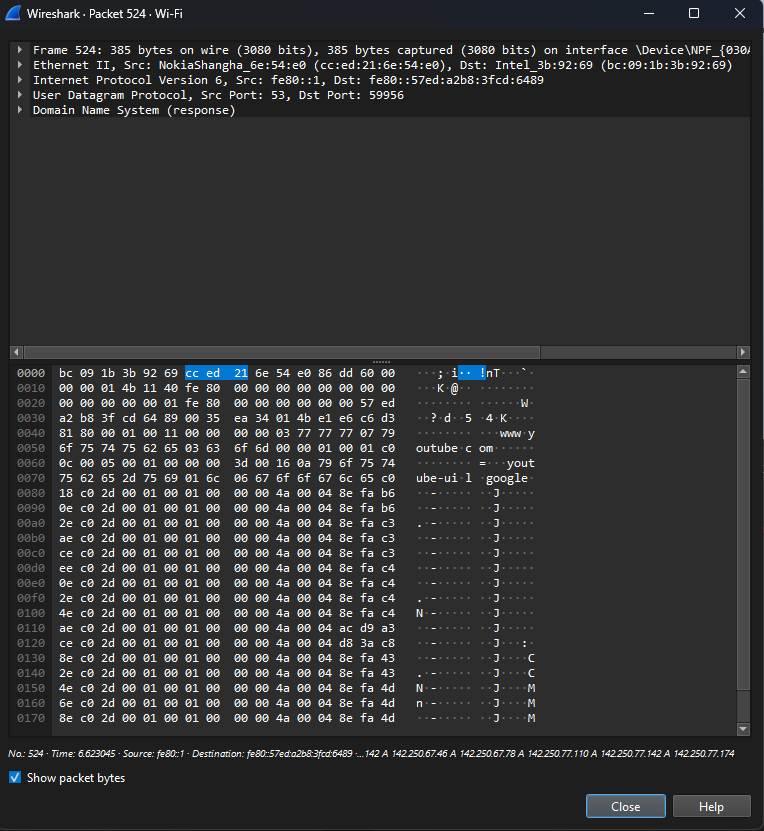 Wireshark · Packet 524 · Wi-Fi
Frame 524: 385 bytes on wire (3080 bits), 385 bytes captured (3080 bits) on interface \Device\NPF_{030A
Ethernet II, Src: NokiaShangha_6e:54:e0 (cc:ed:21:6e:54:e0), Dst: Intel_3b:92:69 (bc:09:1b:3b:92:69)
Internet Protocol Version 6, Src: fe80::1, Dst: fe80::57ed:a2b8:3fcd:6489
User Datagram Protocol, Src Port: 53, Dst Port: 59956
Domain Name System (response)
0000 bc 09 1b 3b 92 69 cc ed 21 6e 54 e0 86 dd 60 00 ···;·i··!nT···`·
0010 00 00 01 4b 11 40 fe 80 00 00 00 00 00 00 00 00 ···K·@··········
0020 00 00 00 00 00 01 fe 80 00 00 00 00 00 00 57 ed ··············W·
0030 a2 b8 3f cd 64 89 00 35 ea 34 01 4b e1 e6 c6 d3 ··?·d··5·4·K····
0040 81 80 00 01 00 11 00 00 00 00 03 77 77 77 07 79 ···········www·y
0050 6f 75 74 75 62 65 03 63 6f 6d 00 00 01 00 01 c0 outube·com······
0060 0c 00 05 00 01 00 00 00 3d 00 16 0a 79 6f 75 74 ········=···yout
0070 75 62 65 2d 75 69 01 6c 06 67 6f 6f 67 6c 65 c0 ube-ui·l·google·
0080 18 c0 2d 00 01 00 01 00 00 00 4a 00 04 8e fa b6 ··-·······J·····
0090 0e c0 2d 00 01 00 01 00 00 00 4a 00 04 8e fa b6 ··-·······J·····
00a0 2e c0 2d 00 01 00 01 00 00 00 4a 00 04 8e fa c3 .·-·······J·····
00b0 ae c0 2d 00 01 00 01 00 00 00 4a 00 04 8e fa c3 ··-·······J·····
00c0 ce c0 2d 00 01 00 01 00 00 00 4a 00 04 8e fa c3 ··-·······J·····
00d0 ee c0 2d 00 01 00 01 00 00 00 4a 00 04 8e fa c4 ··-·······J·····
00e0 0e c0 2d 00 01 00 01 00 00 00 4a 00 04 8e fa c4 ··-·······J·····
00f0 2e c0 2d 00 01 00 01 00 00 00 4a 00 04 8e fa c4 .·-·······J·····
0100 4e c0 2d 00 01 00 01 00 00 00 4a 00 04 8e fa c4 N·-·······J·····
0110 ae c0 2d 00 01 00 01 00 00 00 4a 00 04 ac d9 a3 ··-·······J·····
0120 ce c0 2d 00 01 00 01 00 00 00 4a 00 04 d8 3a c8 ··-·······J···:·
0130 8e c0 2d 00 01 00 01 00 00 00 4a 00 04 8e fa 43 ··-·······J····C
0140 2e c0 2d 00 01 00 01 00 00 00 4a 00 04 8e fa 43 .·-·······J····C
0150 4e c0 2d 00 01 00 01 00 00 00 4a 00 04 8e fa 4d N·-·······J····M
0160 6e c0 2d 00 01 00 01 00 00 00 4a 00 04 8e fa 4d n·-·······J····M
0170 8e c0 2d 00 01 00 01 00 00 00 4a 00 04 8e fa 4d ··-·······J····M
No.: 524 · Time: 6.623045 · Source: fe80::1 · Destination: fe80::57ed:a2b8:3fcd:6489 ·...142 A 142.250.67.46 A 142.250.67.78 A 142.250.77.110 A 142.250.77.142 A 142.250.77.174
Show packet bytes
Close
Help